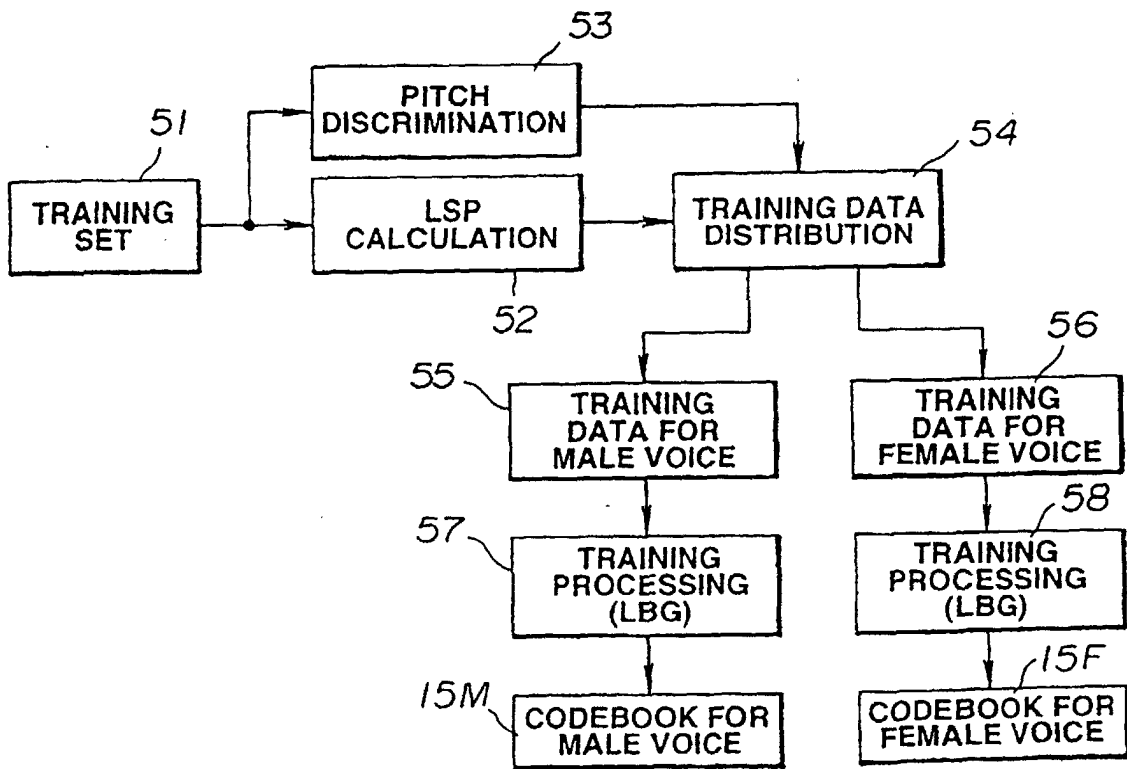 53
PITCH
DISCRIMINATION
51
54
TRAINING
SET
LSP
CALCULATION
TRAINING DATA
DISTRIBUTION
52
55
56
TRAINING
DATA FOR
MALE VOICE
TRAINING
DATA FOR
FEMALE VOICE
57
58
TRAINING
PROCESSING
(LBG)
TRAINING
PROCESSING
(LBG)
15M
15F
CODEBOOK FOR
MALE VOICE
CODEBOOK FOR
FEMALE VOICE